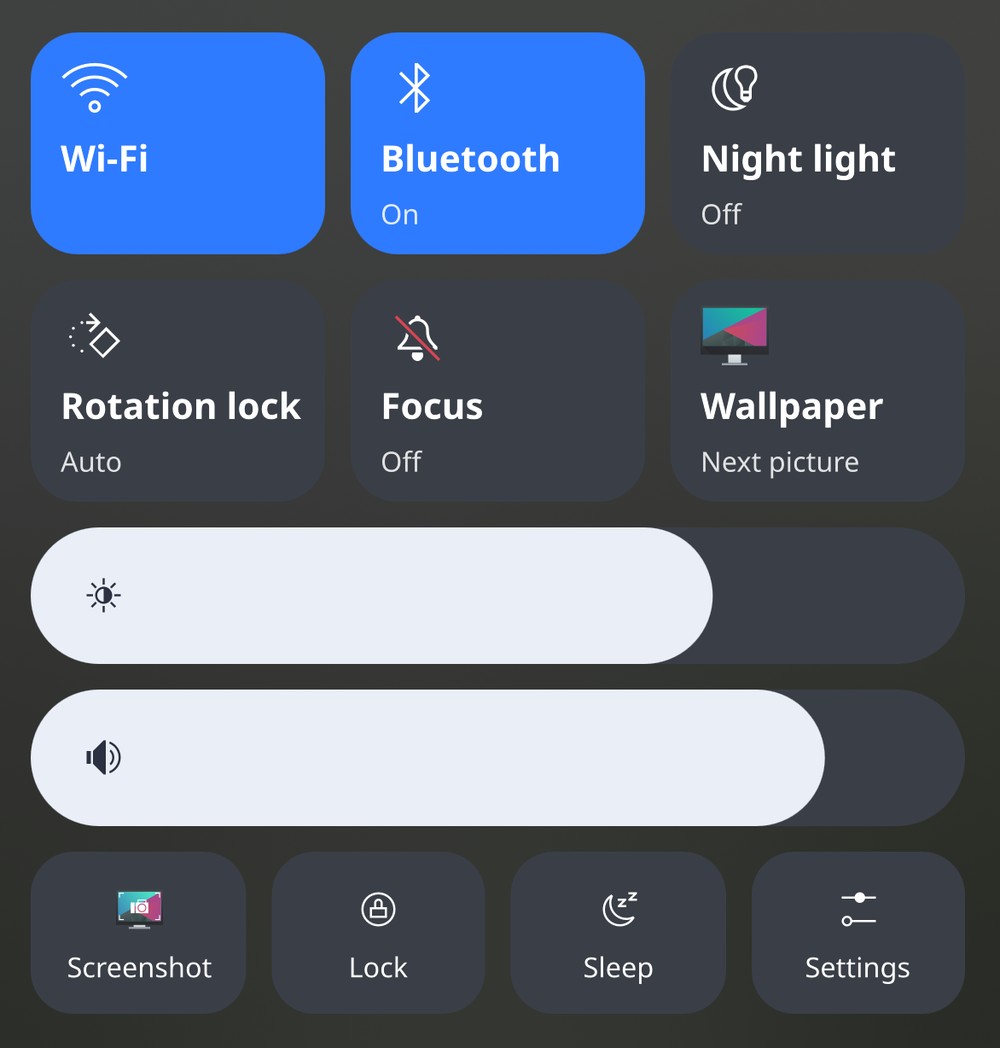 Wi-Fi
Bluetooth
On
Night light
Off
Rotation lock
Auto
Focus
Off
Wallpaper
Next picture
Screenshot
Lock
Sleep
Settings